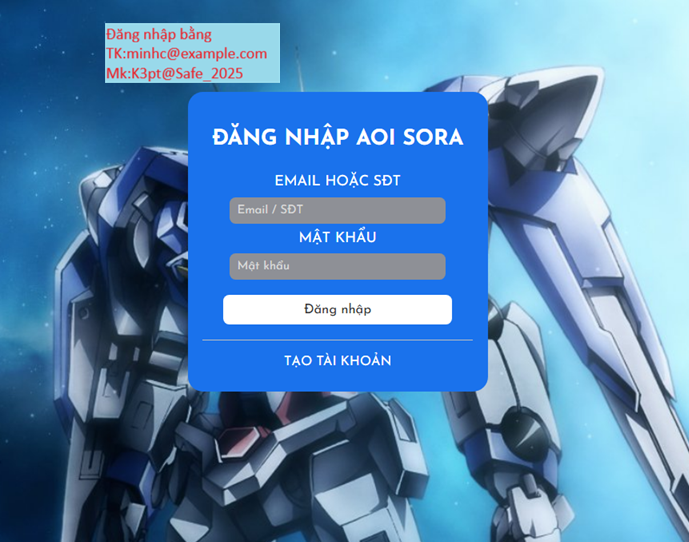 Đăng nhập bằng
TK:minhc@example.com
Mk:K3pt@Safe_2025
ĐĂNG NHẬP AOI SORA
EMAIL HOẶC SĐT
Email / SĐT
MẬT KHẨU
Mật khẩu
Đăng nhập
TẠO TÀI KHOẢN